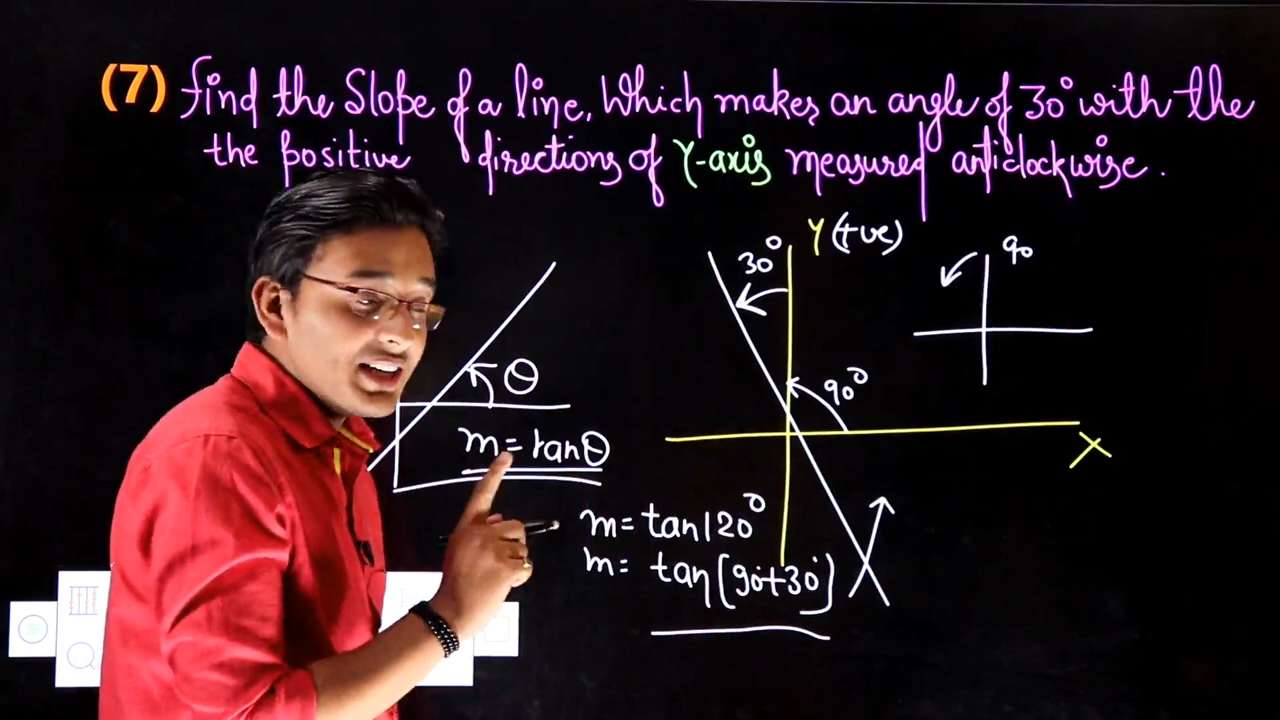 (7) Find the Slope of a line, Which makes an angle of 30° with the
the positive directions of Y-axis measured anticlockwise.
30°
Y (+ve)
90
θ
90°
m = tanθ
X
m = tan120°
m = tan[90°+30°]